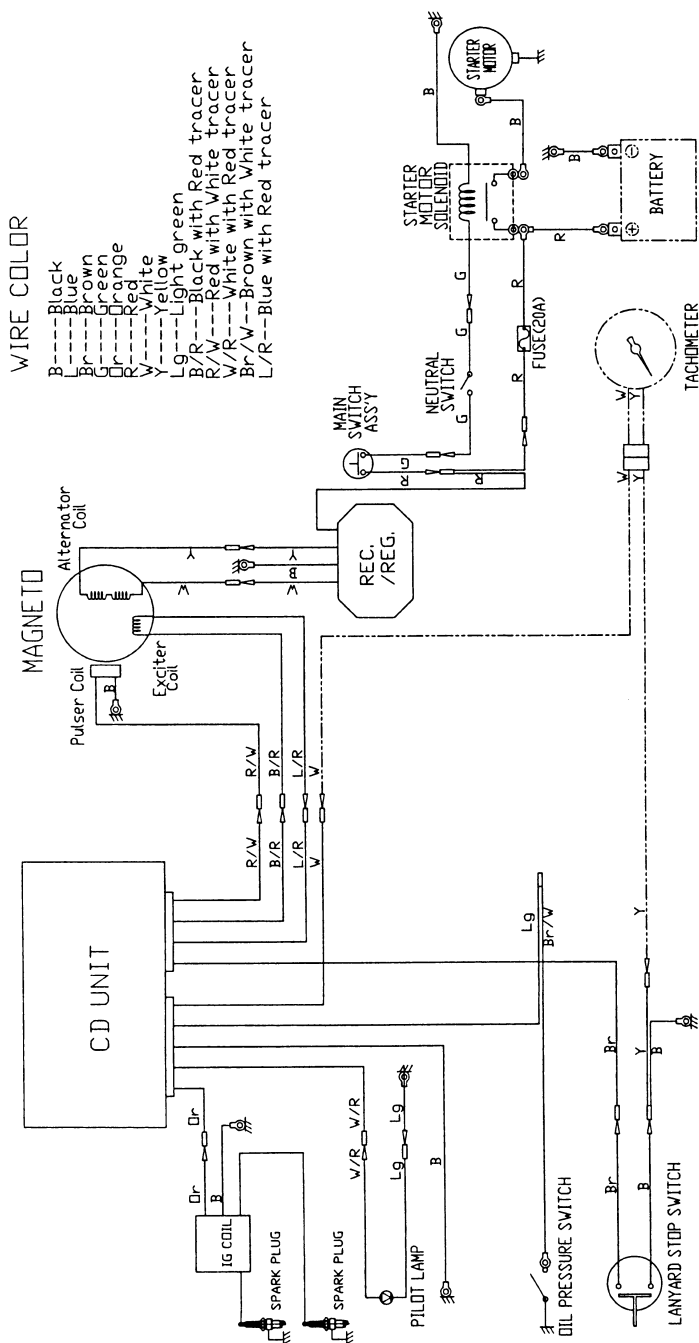 WIRE COLOR
B-----Black
L-----Blue
Br----Brown
G-----Green
Or----Orange
R-----Red
W-----White
Y-----Yellow
Lg----Light green
B/R---Black with Red tracer
R/W---Red with White tracer
W/R---White with Red tracer
Br/W--Brown with White tracer
L/R---Blue with Red tracer
MAGNETO
Alternator
Coil
Pulser Coil
Exciter
Coil
B
Y
W
Y
B
W
REC.
/REG.
MAIN
SWITCH
ASS'Y
G
R
R
NEUTRAL
SWITCH
G
G
G
STARTER
MOTOR
SOLENOID
B
STARTER
MOTOR
B
R
R
FUSE(20A)
R
B
BATTERY
TACHOMETER
W
Y
W
Y
CD UNIT
R/W
R/W
B/R
B/R
L/R
L/R
W
W
Or
Or
B
IG COIL
SPARK PLUG
SPARK PLUG
W/R
W/R
Lg
Lg
PILOT LAMP
B
Lg
Br/W
OIL PRESSURE SWITCH
Br
Br
Y
Y
B
B
LANYARD STOP SWITCH